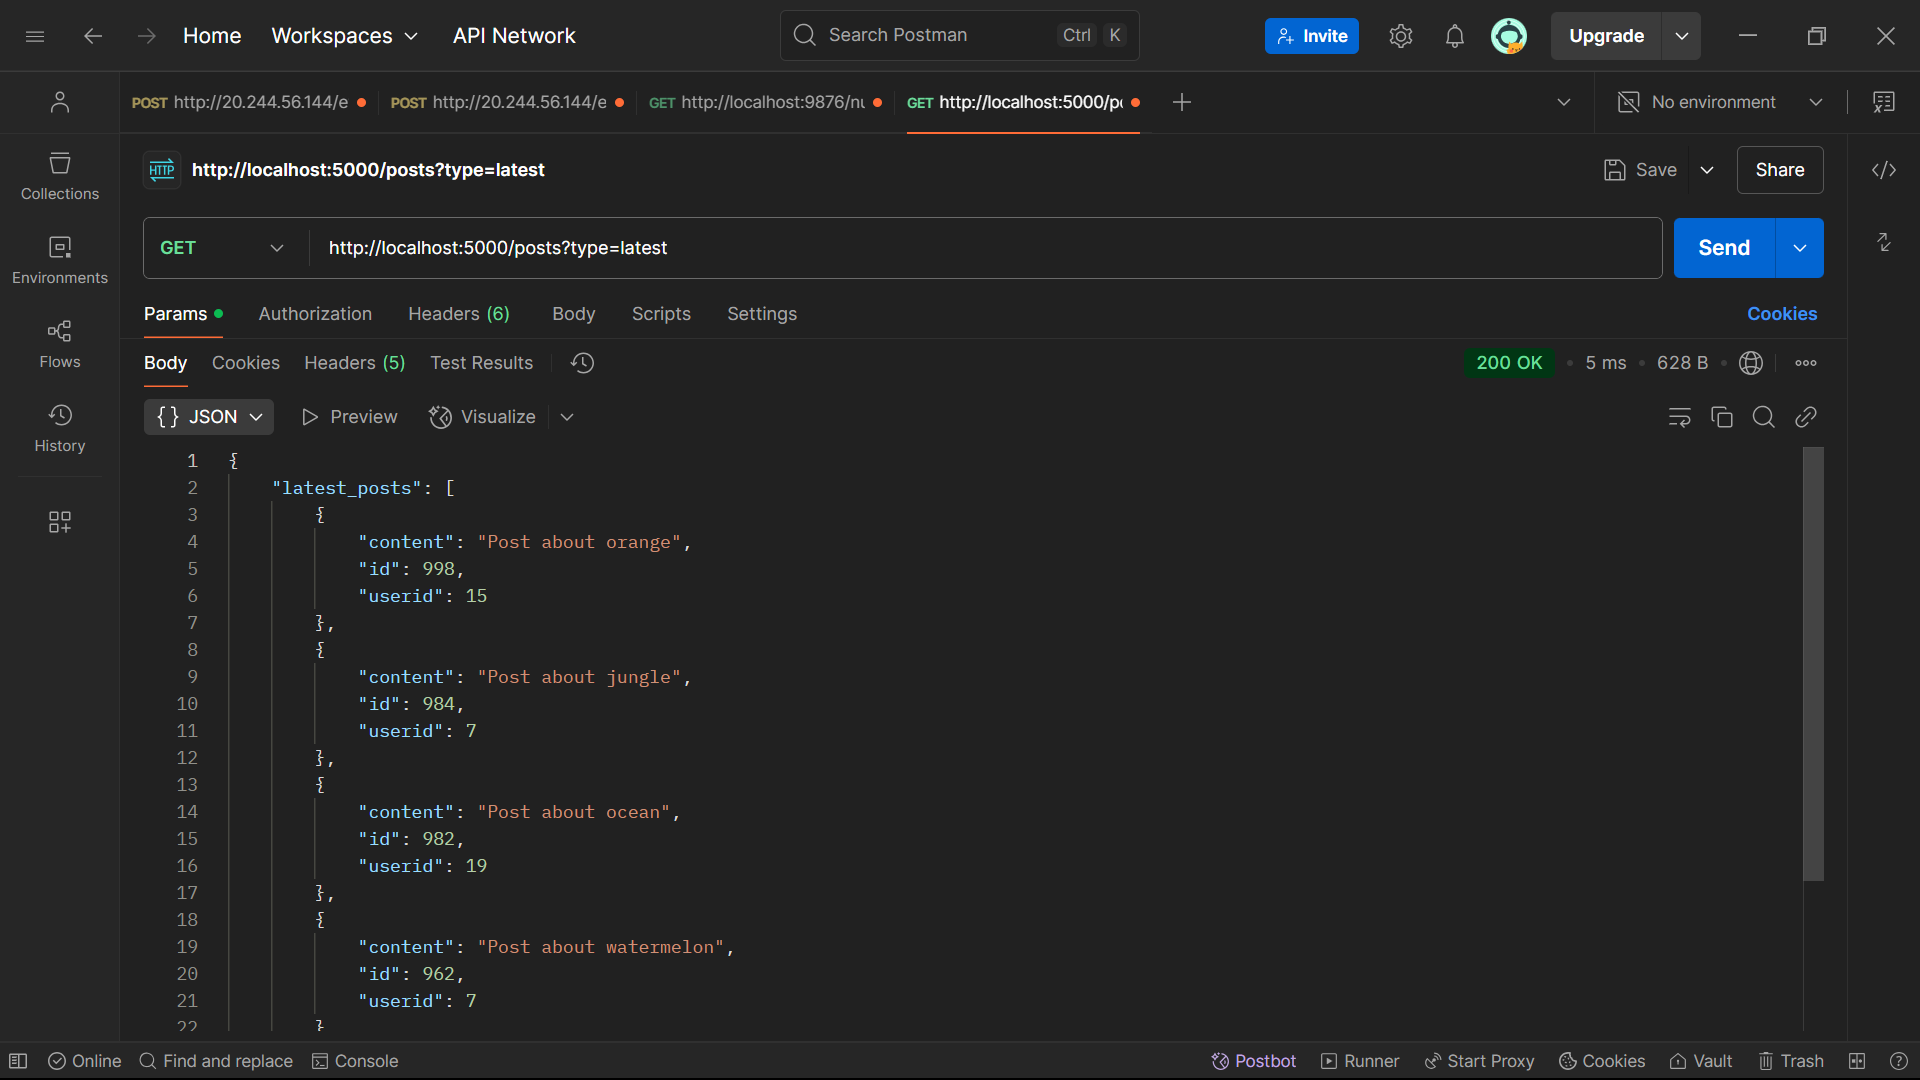 Home Workspaces API Network Search Postman Ctrl K Invite Upgrade
POST http://20.244.56.144/e POST http://20.244.56.144/e GET http://localhost:9876/nu GET http://localhost:5000/po No environment
HTTP http://localhost:5000/posts?type=latest Save Share
Collections
GET http://localhost:5000/posts?type=latest Send
Environments
Params Authorization Headers (6) Body Scripts Settings Cookies
Flows
Body Cookies Headers (5) Test Results 200 OK 5 ms 628 B
{} JSON Preview Visualize
History
1 {
2 "latest_posts": [
3 {
4 "content": "Post about orange",
5 "id": 998,
6 "userid": 15
7 },
8 {
9 "content": "Post about jungle",
10 "id": 984,
11 "userid": 7
12 },
13 {
14 "content": "Post about ocean",
15 "id": 982,
16 "userid": 19
17 },
18 {
19 "content": "Post about watermelon",
20 "id": 962,
21 "userid": 7
22 }
Online Find and replace Console Postbot Runner Start Proxy Cookies Vault Trash